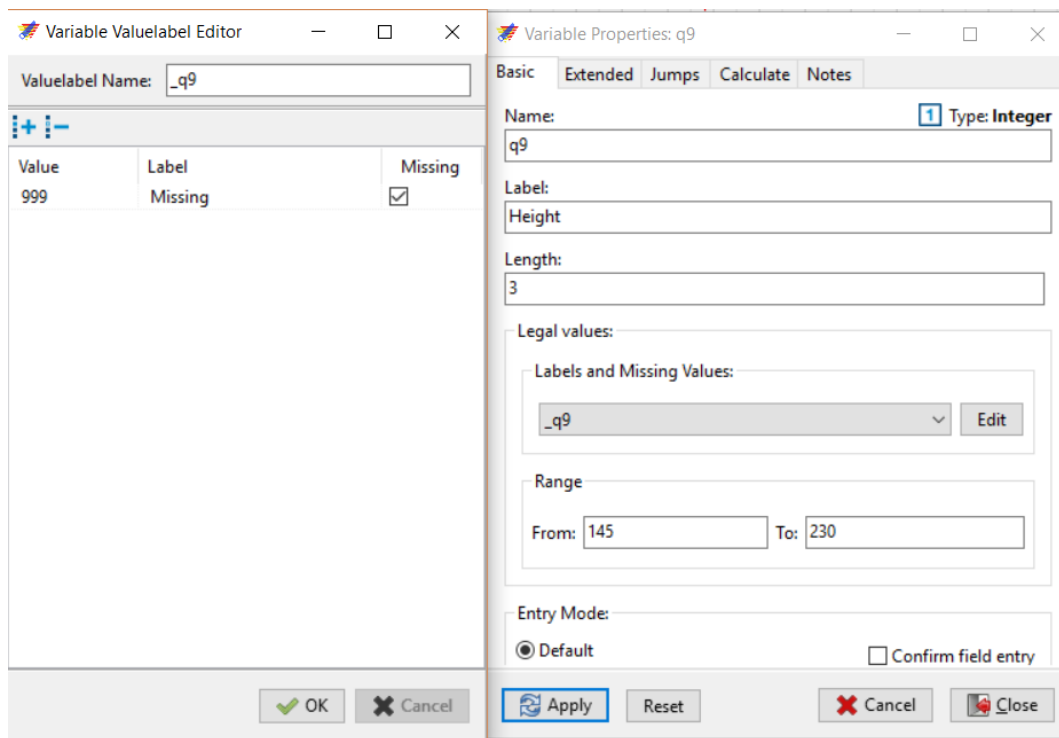 Variable Valuelabel Editor
Valuelabel Name: _q9
Value Label Missing
999 Missing
OK Cancel
Variable Properties: q9
Basic Extended Jumps Calculate Notes
Name: 1 Type: Integer
q9
Label:
Height
Length:
3
Legal values:
Labels and Missing Values:
_q9 Edit
Range
From: 145 To: 230
Entry Mode:
Default Confirm field entry
Apply Reset Cancel Close